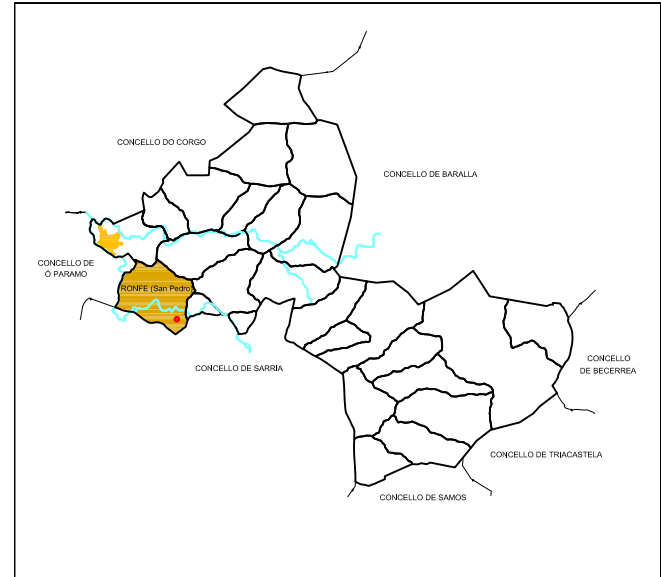 CONCELLO DO CORGO
CONCELLO DE BARALLA
CONCELLO DE
Ó PARAMO
RONFE (San Pedro)
CONCELLO DE SARRIA
CONCELLO
DE BECERREA
CONCELLO DE TRIACASTELA
CONCELLO DE SAMOS